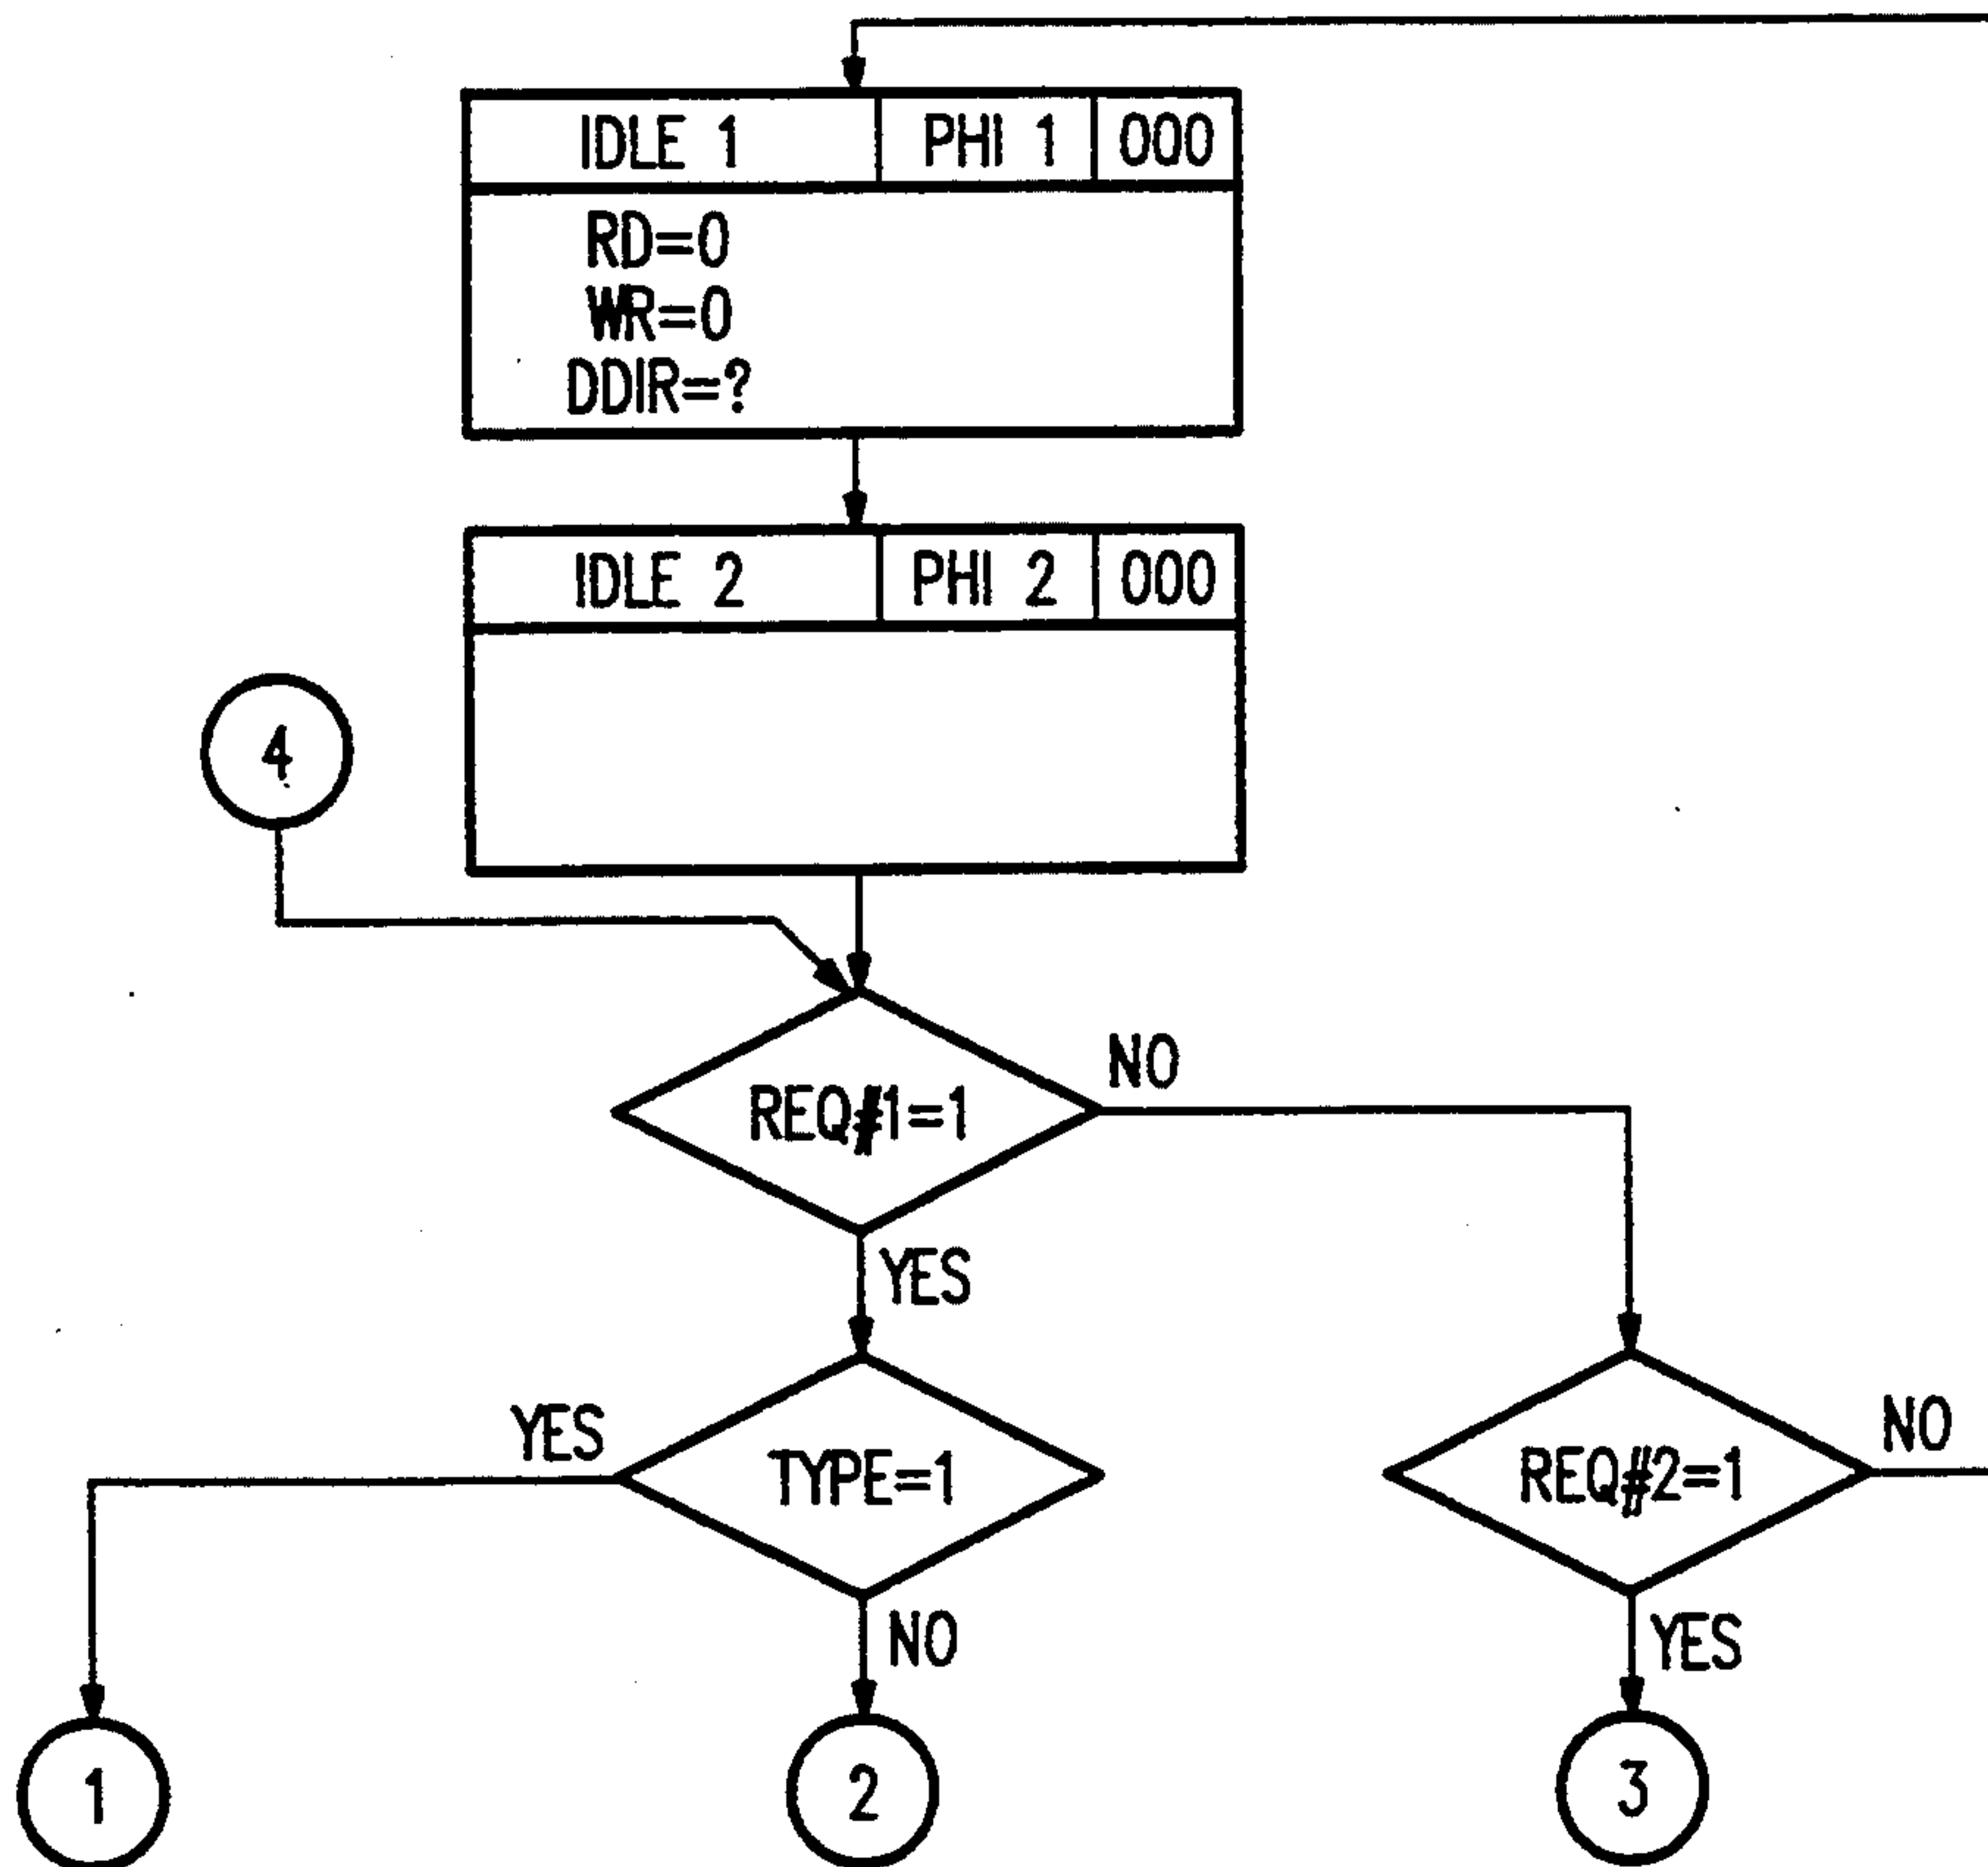 IDLE 1 PHI 1 000
RD=0
WR=0
DDIR=?
IDLE 2 PHI 2 000
4
NO
REQ#1=1
YES
YES
NO
TYPE=1
REQ#2=1
NO
YES
1
2
3